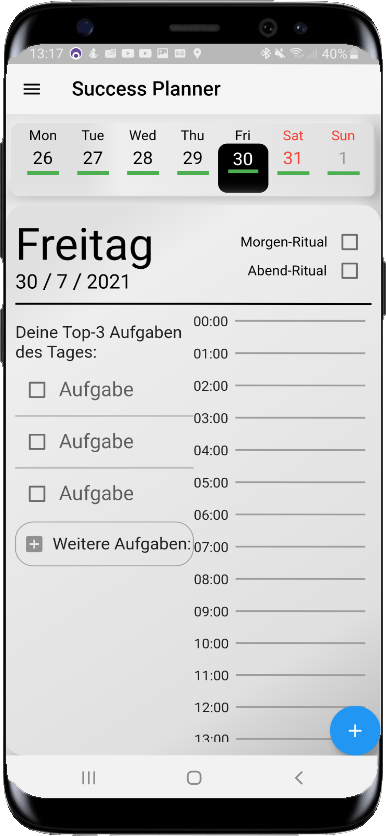 13:17 40%
Success Planner
Mon Tue Wed Thu Fri Sat Sun
26 27 28 29 30 31 1
Freitag
30 / 7 / 2021
Morgen-Ritual
Abend-Ritual
Deine Top-3 Aufgaben
des Tages:
Aufgabe
Aufgabe
Aufgabe
Weitere Aufgaben:
00:00
01:00
02:00
03:00
04:00
05:00
06:00
07:00
08:00
09:00
10:00
11:00
12:00
13:00